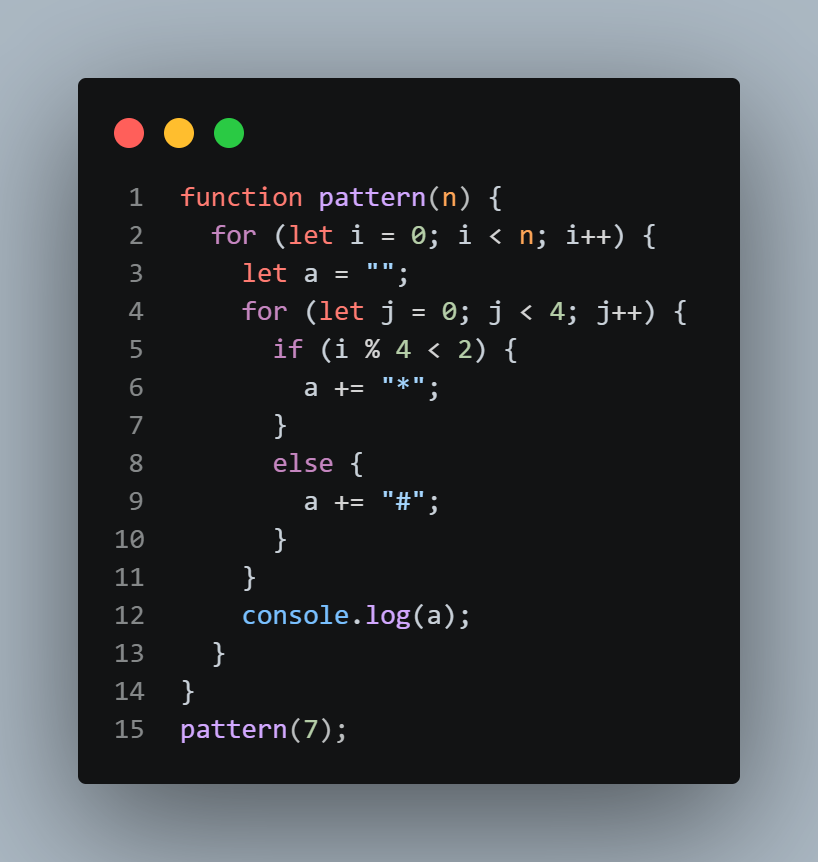 1 function pattern(n) {
2   for (let i = 0; i < n; i++) {
3     let a = "";
4     for (let j = 0; j < 4; j++) {
5       if (i % 4 < 2) {
6         a += "*";
7       }
8       else {
9         a += "#";
10       }
11     }
12     console.log(a);
13   }
14 }
15 pattern(7);